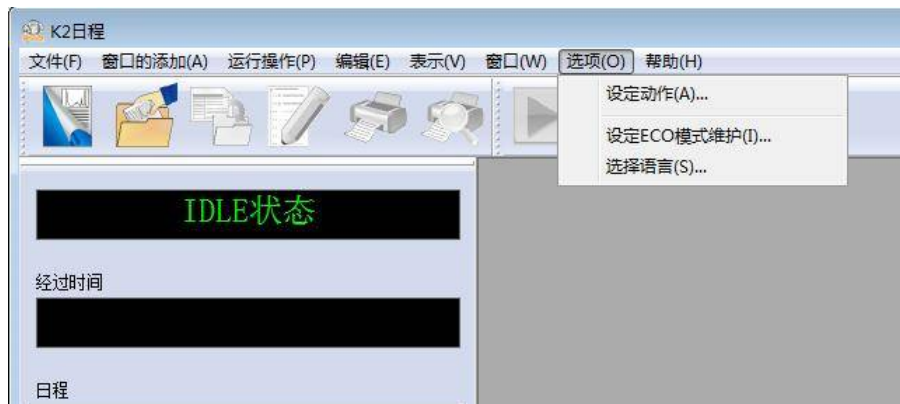 K2日程
文件(F) 窗口的添加(A) 运行操作(P) 编辑(E) 表示(V) 窗口(W) 选项(O) 帮助(H)
设定动作(A)...
设定ECO模式维护(I)...
选择语言(S)...
IDLE状态
经过时间
日程